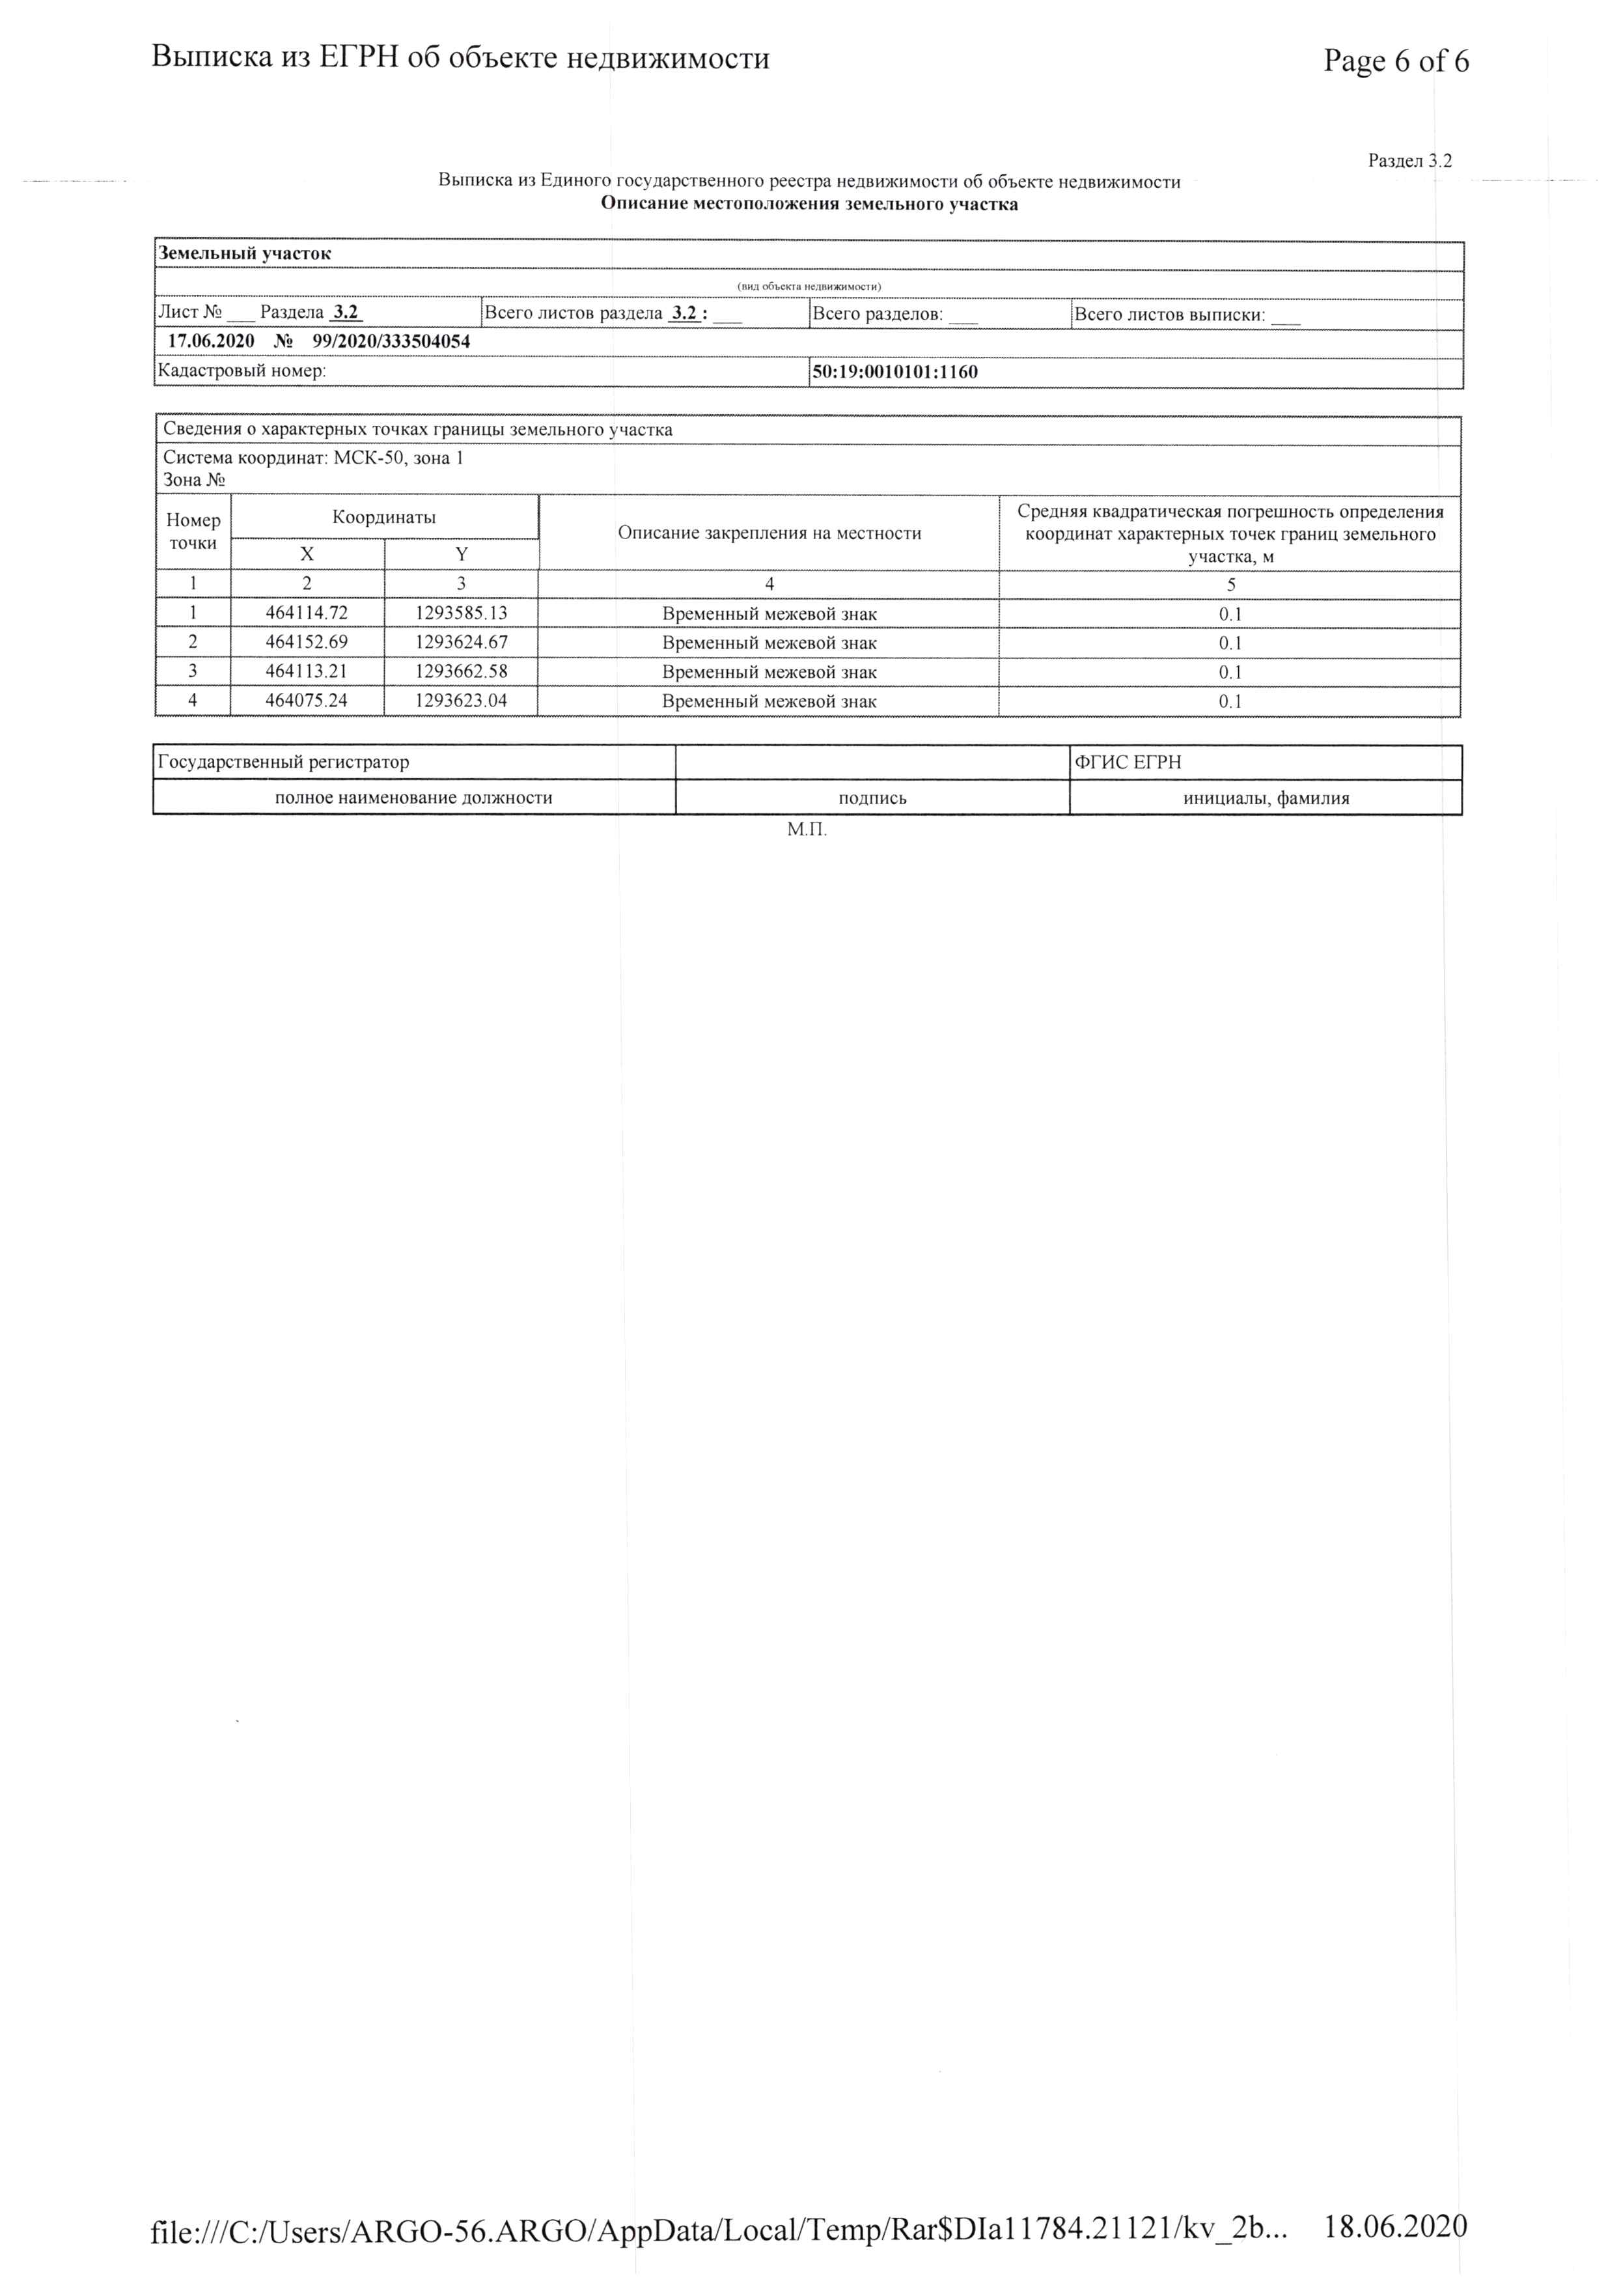 Выписка из ЕГРН об объекте недвижимости Page 6 of 6
Раздел 3.2
Выписка из Единого государственного реестра недвижимости об объекте недвижимости
Описание местоположения земельного участка
Земельный участок
(вид объекта недвижимости)
Лист № ___ Раздела 3.2 Всего листов раздела 3.2 : ___ Всего разделов: ___ Всего листов выписки: ___
17.06.2020 № 99/2020/333504054
Кадастровый номер: 50:19:0010101:1160
Сведения о характерных точках границы земельного участка
Система координат: МСК-50, зона 1
Зона №
Номер точки Координаты Описание закрепления на местности Средняя квадратическая погрешность определения координат характерных точек границ земельного участка, м
X Y
1 2 3 4 5
1 464114.72 1293585.13 Временный межевой знак 0.1
2 464152.69 1293624.67 Временный межевой знак 0.1
3 464113.21 1293662.58 Временный межевой знак 0.1
4 464075.24 1293623.04 Временный межевой знак 0.1
Государственный регистратор ФГИС ЕГРН
полное наименование должности подпись инициалы, фамилия
М.П.
file:///C:/Users/ARGO-56.ARGO/AppData/Local/Temp/Rar$DIa11784.21121/kv_2b... 18.06.2020